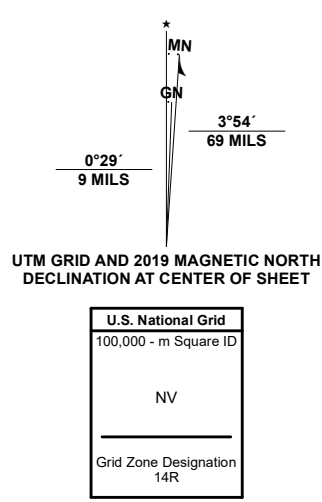 ★
MN
GN
3°54´
69 MILS
0°29´
9 MILS
UTM GRID AND 2019 MAGNETIC NORTH
DECLINATION AT CENTER OF SHEET
U.S. National Grid
100,000 - m Square ID
NV
Grid Zone Designation
14R